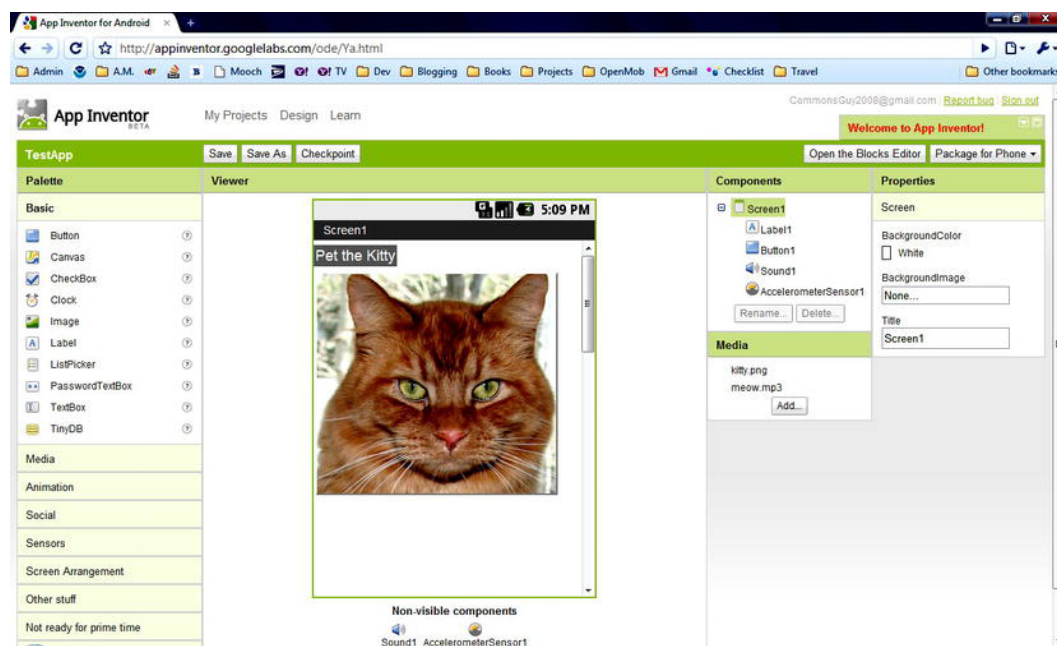 App Inventor for Android
http://appinventor.googlelabs.com/ode/Ya.html
Admin A.M. Mooch TV Dev Blogging Books Projects OpenMob Gmail Checklist Travel Other bookmarks
CommonsGuy2008@gmail.com Report bug Sign out
App Inventor
BETA
My Projects Design Learn
Welcome to App Inventor!
TestApp Save Save As Checkpoint Open the Blocks Editor Package for Phone
Palette
Basic
Button
Canvas
CheckBox
Clock
Image
Label
ListPicker
PasswordTextBox
TextBox
TinyDB
Media
Animation
Social
Sensors
Screen Arrangement
Other stuff
Not ready for prime time
Viewer
5:09 PM
Screen1
Pet the Kitty
Non-visible components
Sound1 AccelerometerSensor1
Components
Screen1
Label1
Button1
Sound1
AccelerometerSensor1
Rename... Delete...
Media
kitty.png
meow.mp3
Add...
Properties
Screen
BackgroundColor
White
BackgroundImage
None...
Title
Screen1